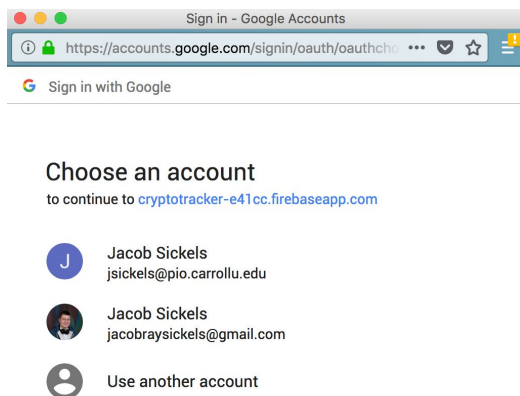 Sign in - Google Accounts
https://accounts.google.com/signin/oauth/oauthcho
G Sign in with Google
Choose an account
to continue to cryptotracker-e41cc.firebaseapp.com
J
Jacob Sickels
jsickels@pio.carrollu.edu
Jacob Sickels
jacobraysickels@gmail.com
Use another account